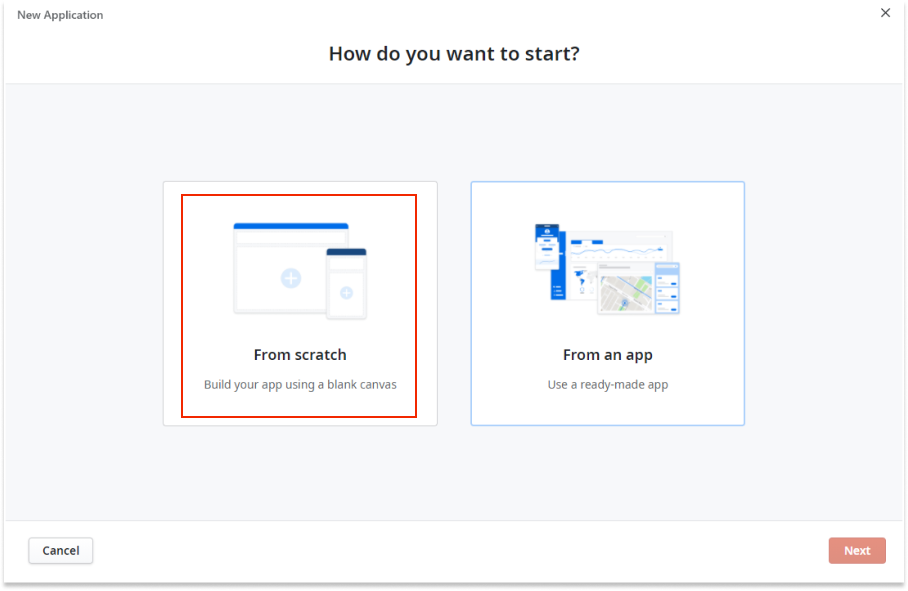 New Application
How do you want to start?
From scratch
Build your app using a blank canvas
From an app
Use a ready-made app
Cancel
Next